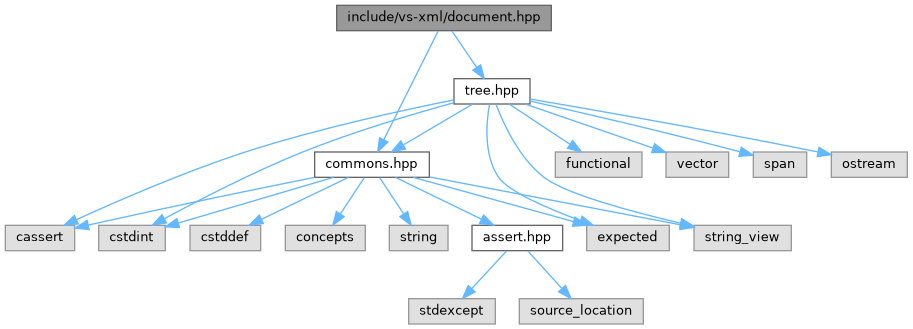 include/vs-xml/document.hpp
tree.hpp
commons.hpp
functional
vector
span
ostream
cassert
cstdint
cstddef
concepts
string
assert.hpp
expected
string_view
stdexcept
source_location